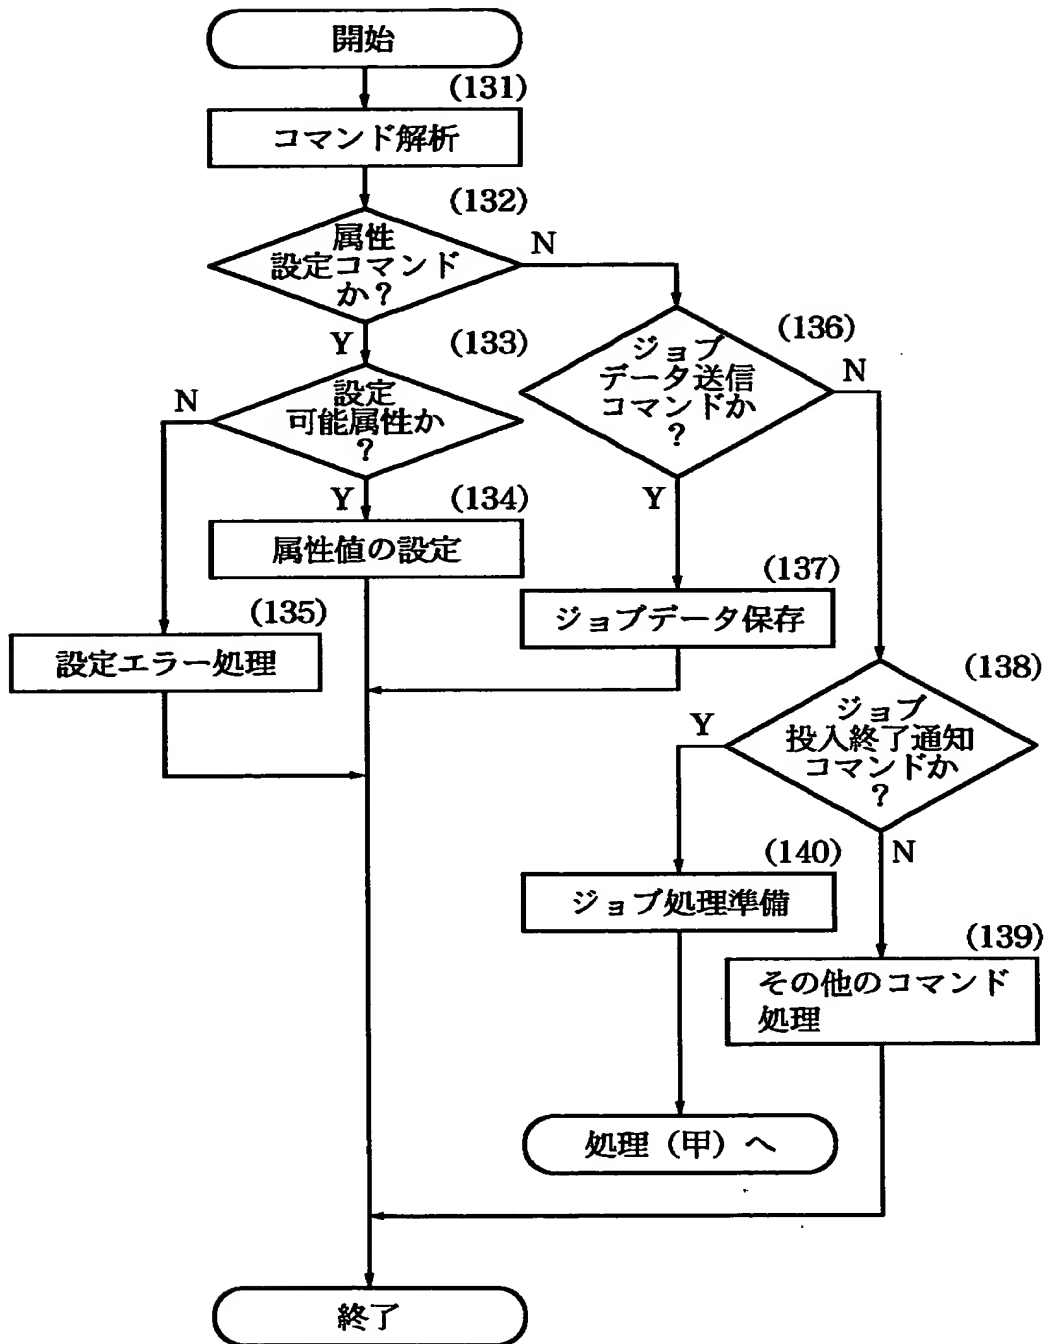 開始
(131)
コマンド解析
(132)
属性
設定コマンド
か?
N
Y
(133)
設定
可能属性か
?
N
Y
(134)
属性値の設定
(135)
設定エラー処理
(136)
ジョブ
データ送信
コマンドか
?
N
Y
(137)
ジョブデータ保存
(138)
ジョブ
投入終了通知
コマンドか
?
Y
N
(140)
ジョブ処理準備
(139)
その他のコマンド
処理
処理(甲)へ
終了